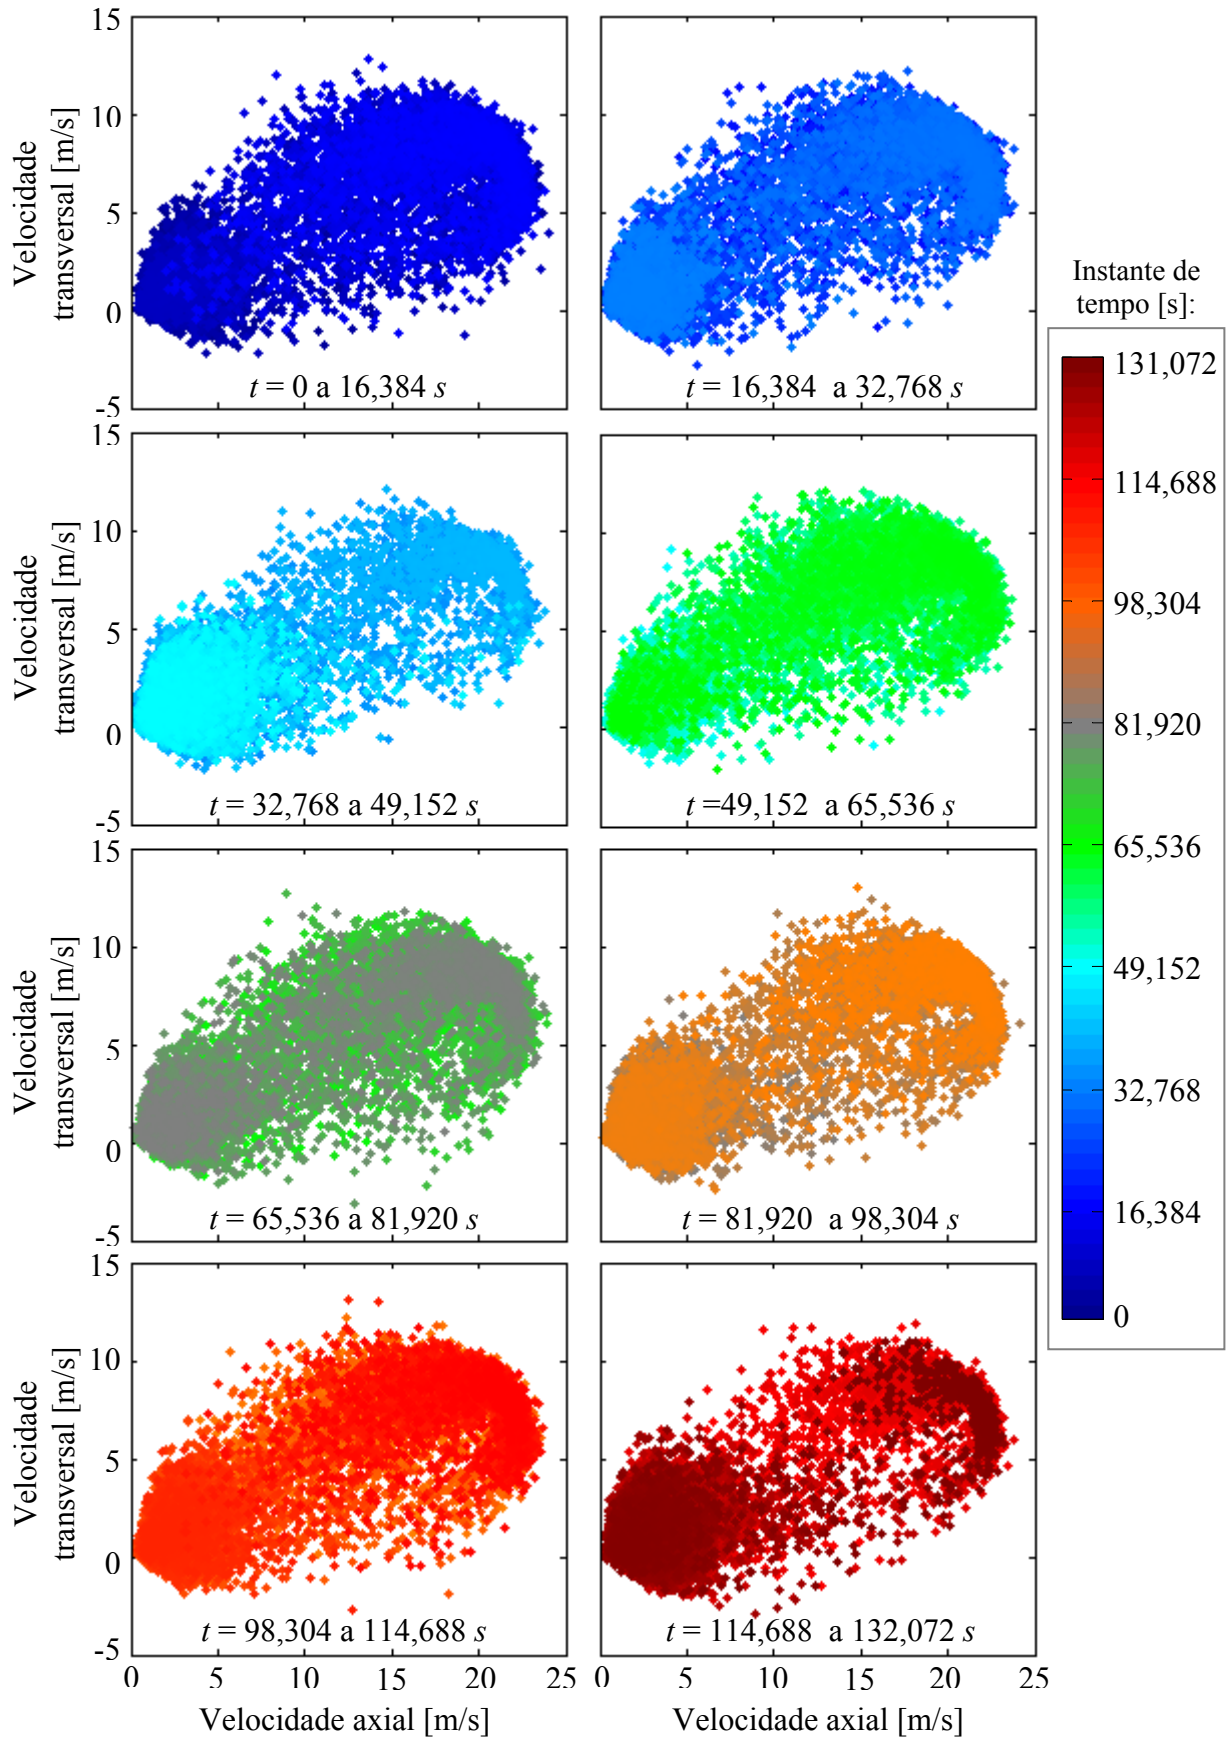 15
10
5
0
-5
Velocidade
transversal [m/s]
t = 0 a 16,384 s
t = 16,384 a 32,768 s
15
10
5
0
-5
Velocidade
transversal [m/s]
t = 32,768 a 49,152 s
t =49,152 a 65,536 s
15
10
5
0
-5
Velocidade
transversal [m/s]
t = 65,536 a 81,920 s
t = 81,920 a 98,304 s
15
10
5
0
-5
Velocidade
transversal [m/s]
t = 98,304 a 114,688 s
t = 114,688 a 132,072 s
0 5 10 15 20 25
0 5 10 15 20 25
Velocidade axial [m/s]
Velocidade axial [m/s]
Instante de
tempo [s]:
131,072
114,688
98,304
81,920
65,536
49,152
32,768
16,384
0